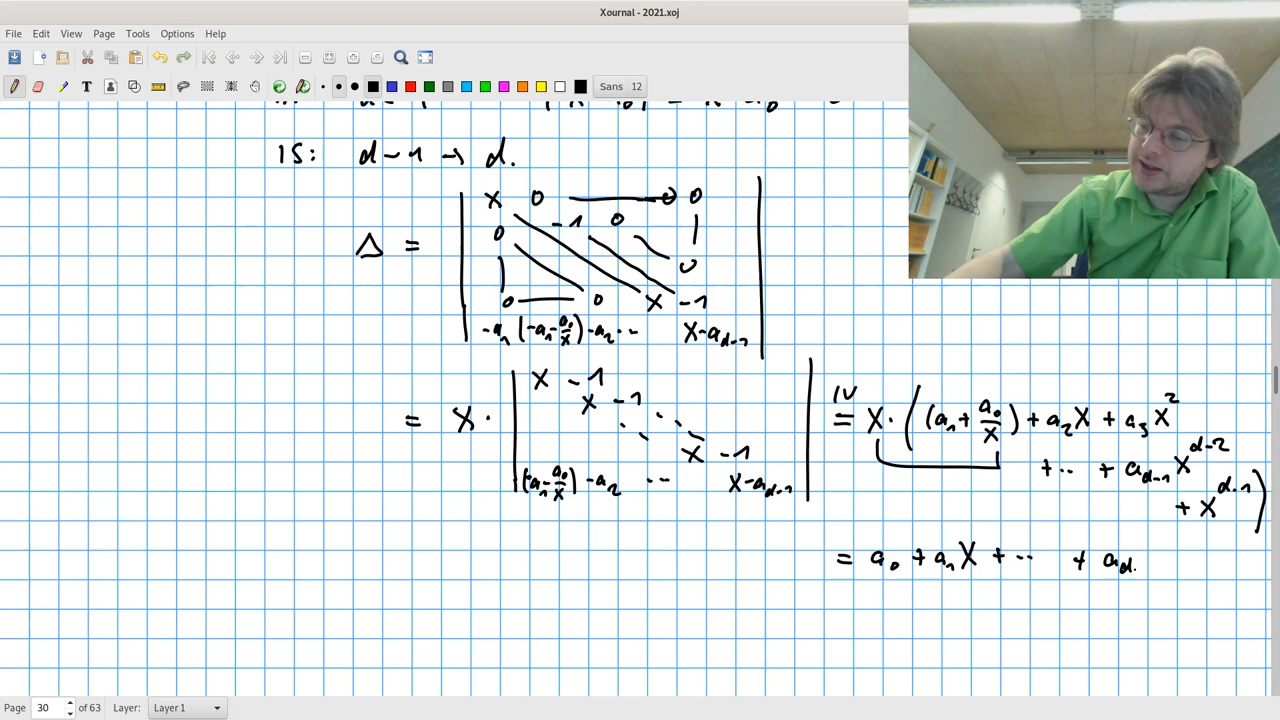 Xournal - 2021.xoj
File Edit View Page Tools Options Help
Sans 12
IS: d-1 → d.
Δ = | X 0 — 0 0
0 -1 0
0
0 — 0 X -1
-a₁ (-a₁-a₀/X) -a₂ ·· X-a_{d-1} |
= X · | X -1
X -1
X -1
(-a₁-a₀/X) -a₂ ·· X-a_{d-1} |
IV
= X · ((a₁+a₀/X) + a₂X + a₃X²
+ ·· + a_{d-1} X^{d-2}
+ X^{d-1})
= a₀ + a₁X + ·· + a_d.
Page 30 of 63 Layer: Layer 1